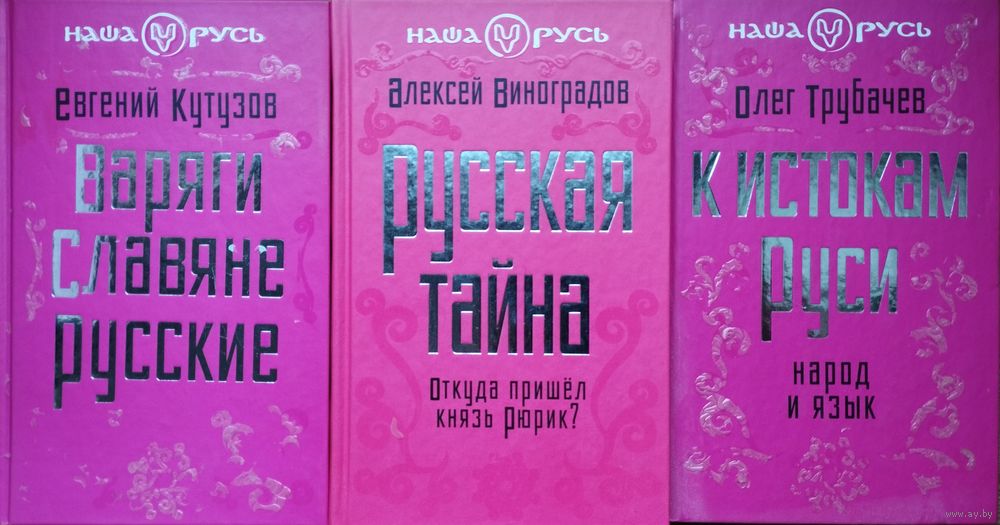 наша русь
Евгений Кутузов
Варяги
Славяне
русские
наша русь
Алексей Виноградов
русская
тайна
Откуда пришёл
князь Рюрик?
наша русь
Олег Трубачев
к истокам
Руси
народ
и язык
www.ay.by